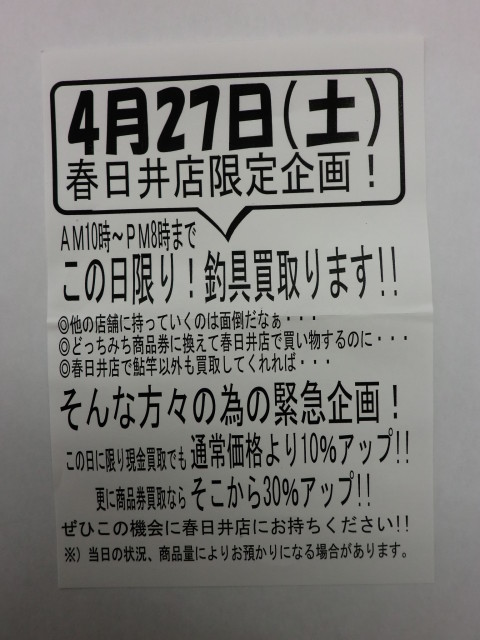 4月27日(土)
春日井店限定企画！
AM10時～PM8時まで
この日限り！釣具買取ります!!
◎他の店舗に持っていくのは面倒だなぁ・・・
◎どっちみち商品券に換えて春日井店で買い物するのに・・・
◎春日井店で鮎竿以外も買取してくれれば・・・
そんな方々の為の緊急企画！
この日に限り現金買取でも通常価格より10％アップ!!
更に商品券買取ならそこから30％アップ!!
ぜひこの機会に春日井店にお持ちください!!
※）当日の状況、商品量によりお預かりになる場合があります。